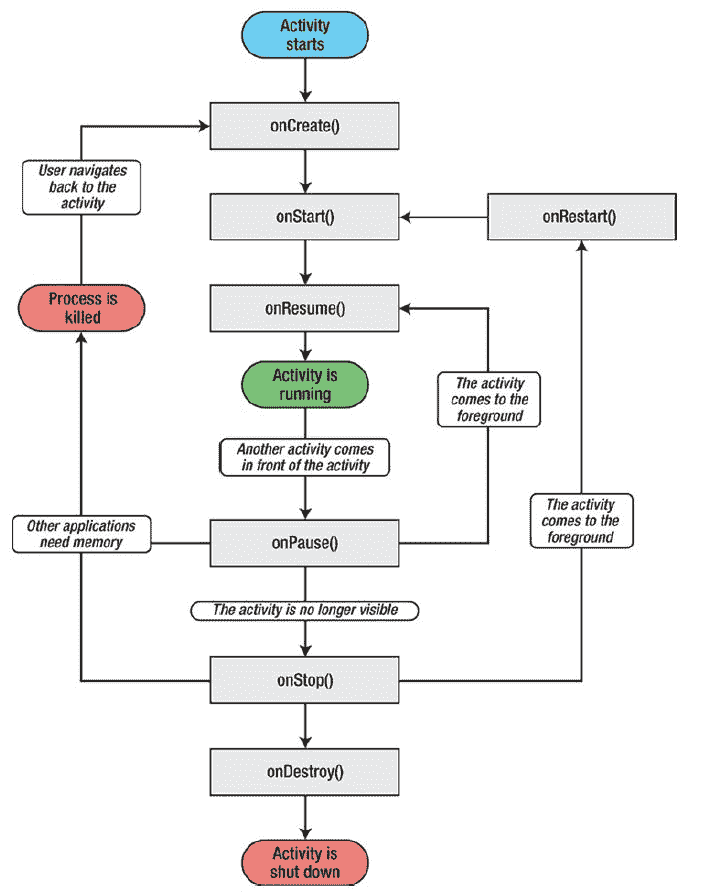 Activity
starts
onCreate()
User navigates
back to the
activity
onStart()
onRestart()
Process is
killed
onResume()
Activity is
running
The activity
comes to the
foreground
Another activity comes
in front of the activity
The activity
comes to the
foreground
Other applications
need memory
onPause()
The activity is no longer visible
onStop()
onDestroy()
Activity is
shut down